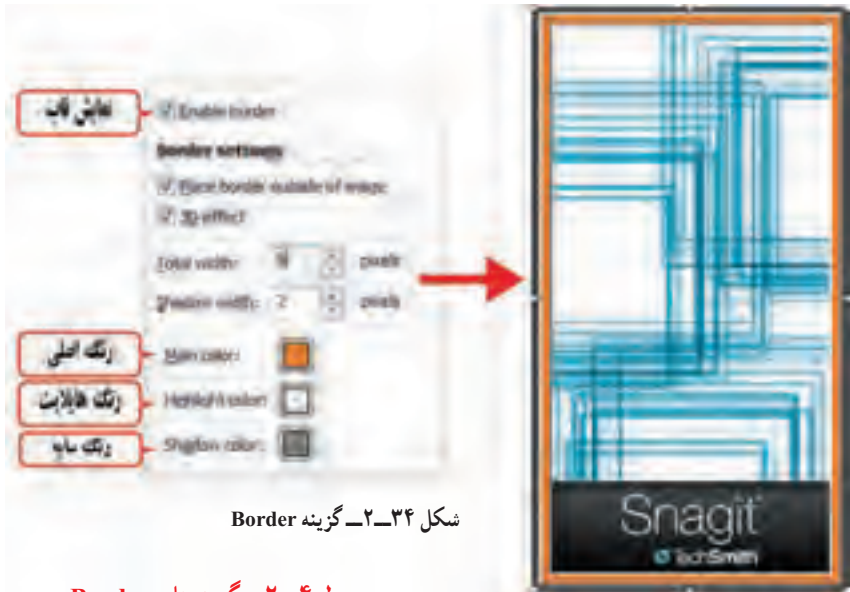 نمایش قاب
Enable border
Border settings
Place border outside of image
3D effect
Total width: pixels
Shadow width: 2 pixels
رنگ اصلی
Main color:
رنگ هایلایت
Highlight color:
رنگ سایه
Shadow color:
Snagit
TechSmith
شکل ۳۴ــ۲ــ گزینه Border
Border